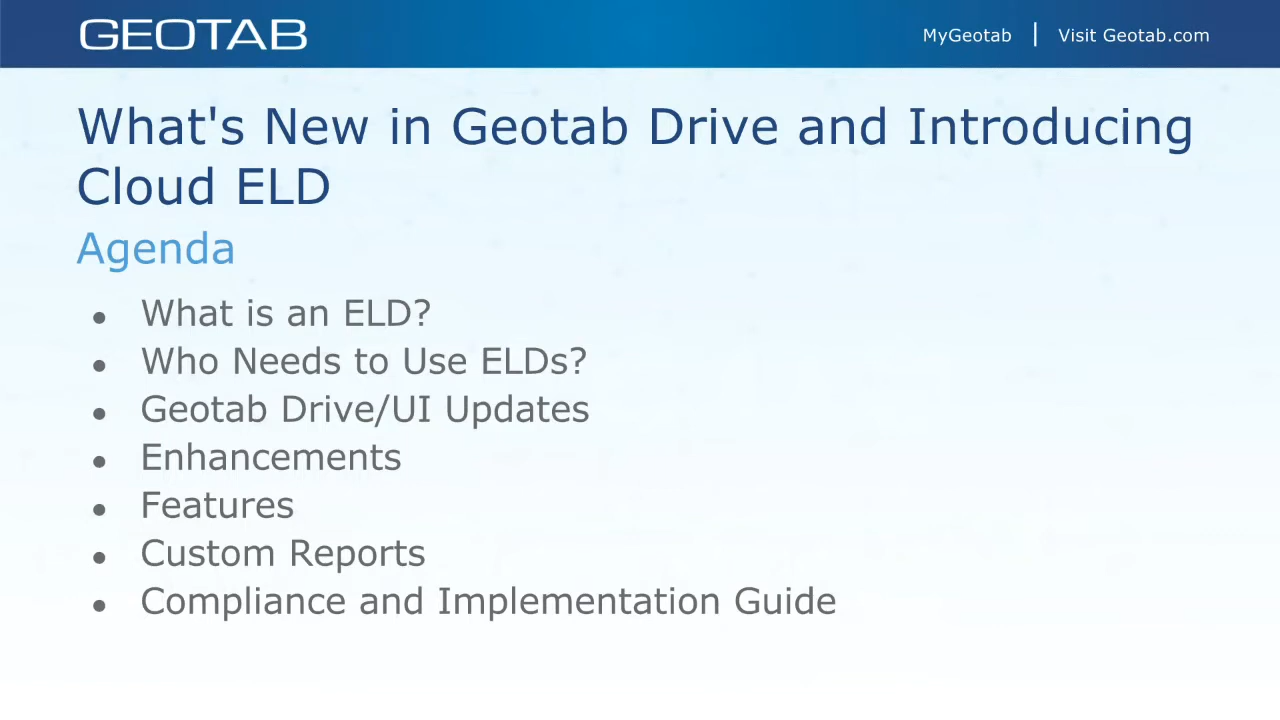 GEOTAB
MyGeotab | Visit Geotab.com
What's New in Geotab Drive and Introducing
Cloud ELD
Agenda
● What is an ELD?
● Who Needs to Use ELDs?
● Geotab Drive/UI Updates
● Enhancements
● Features
● Custom Reports
● Compliance and Implementation Guide